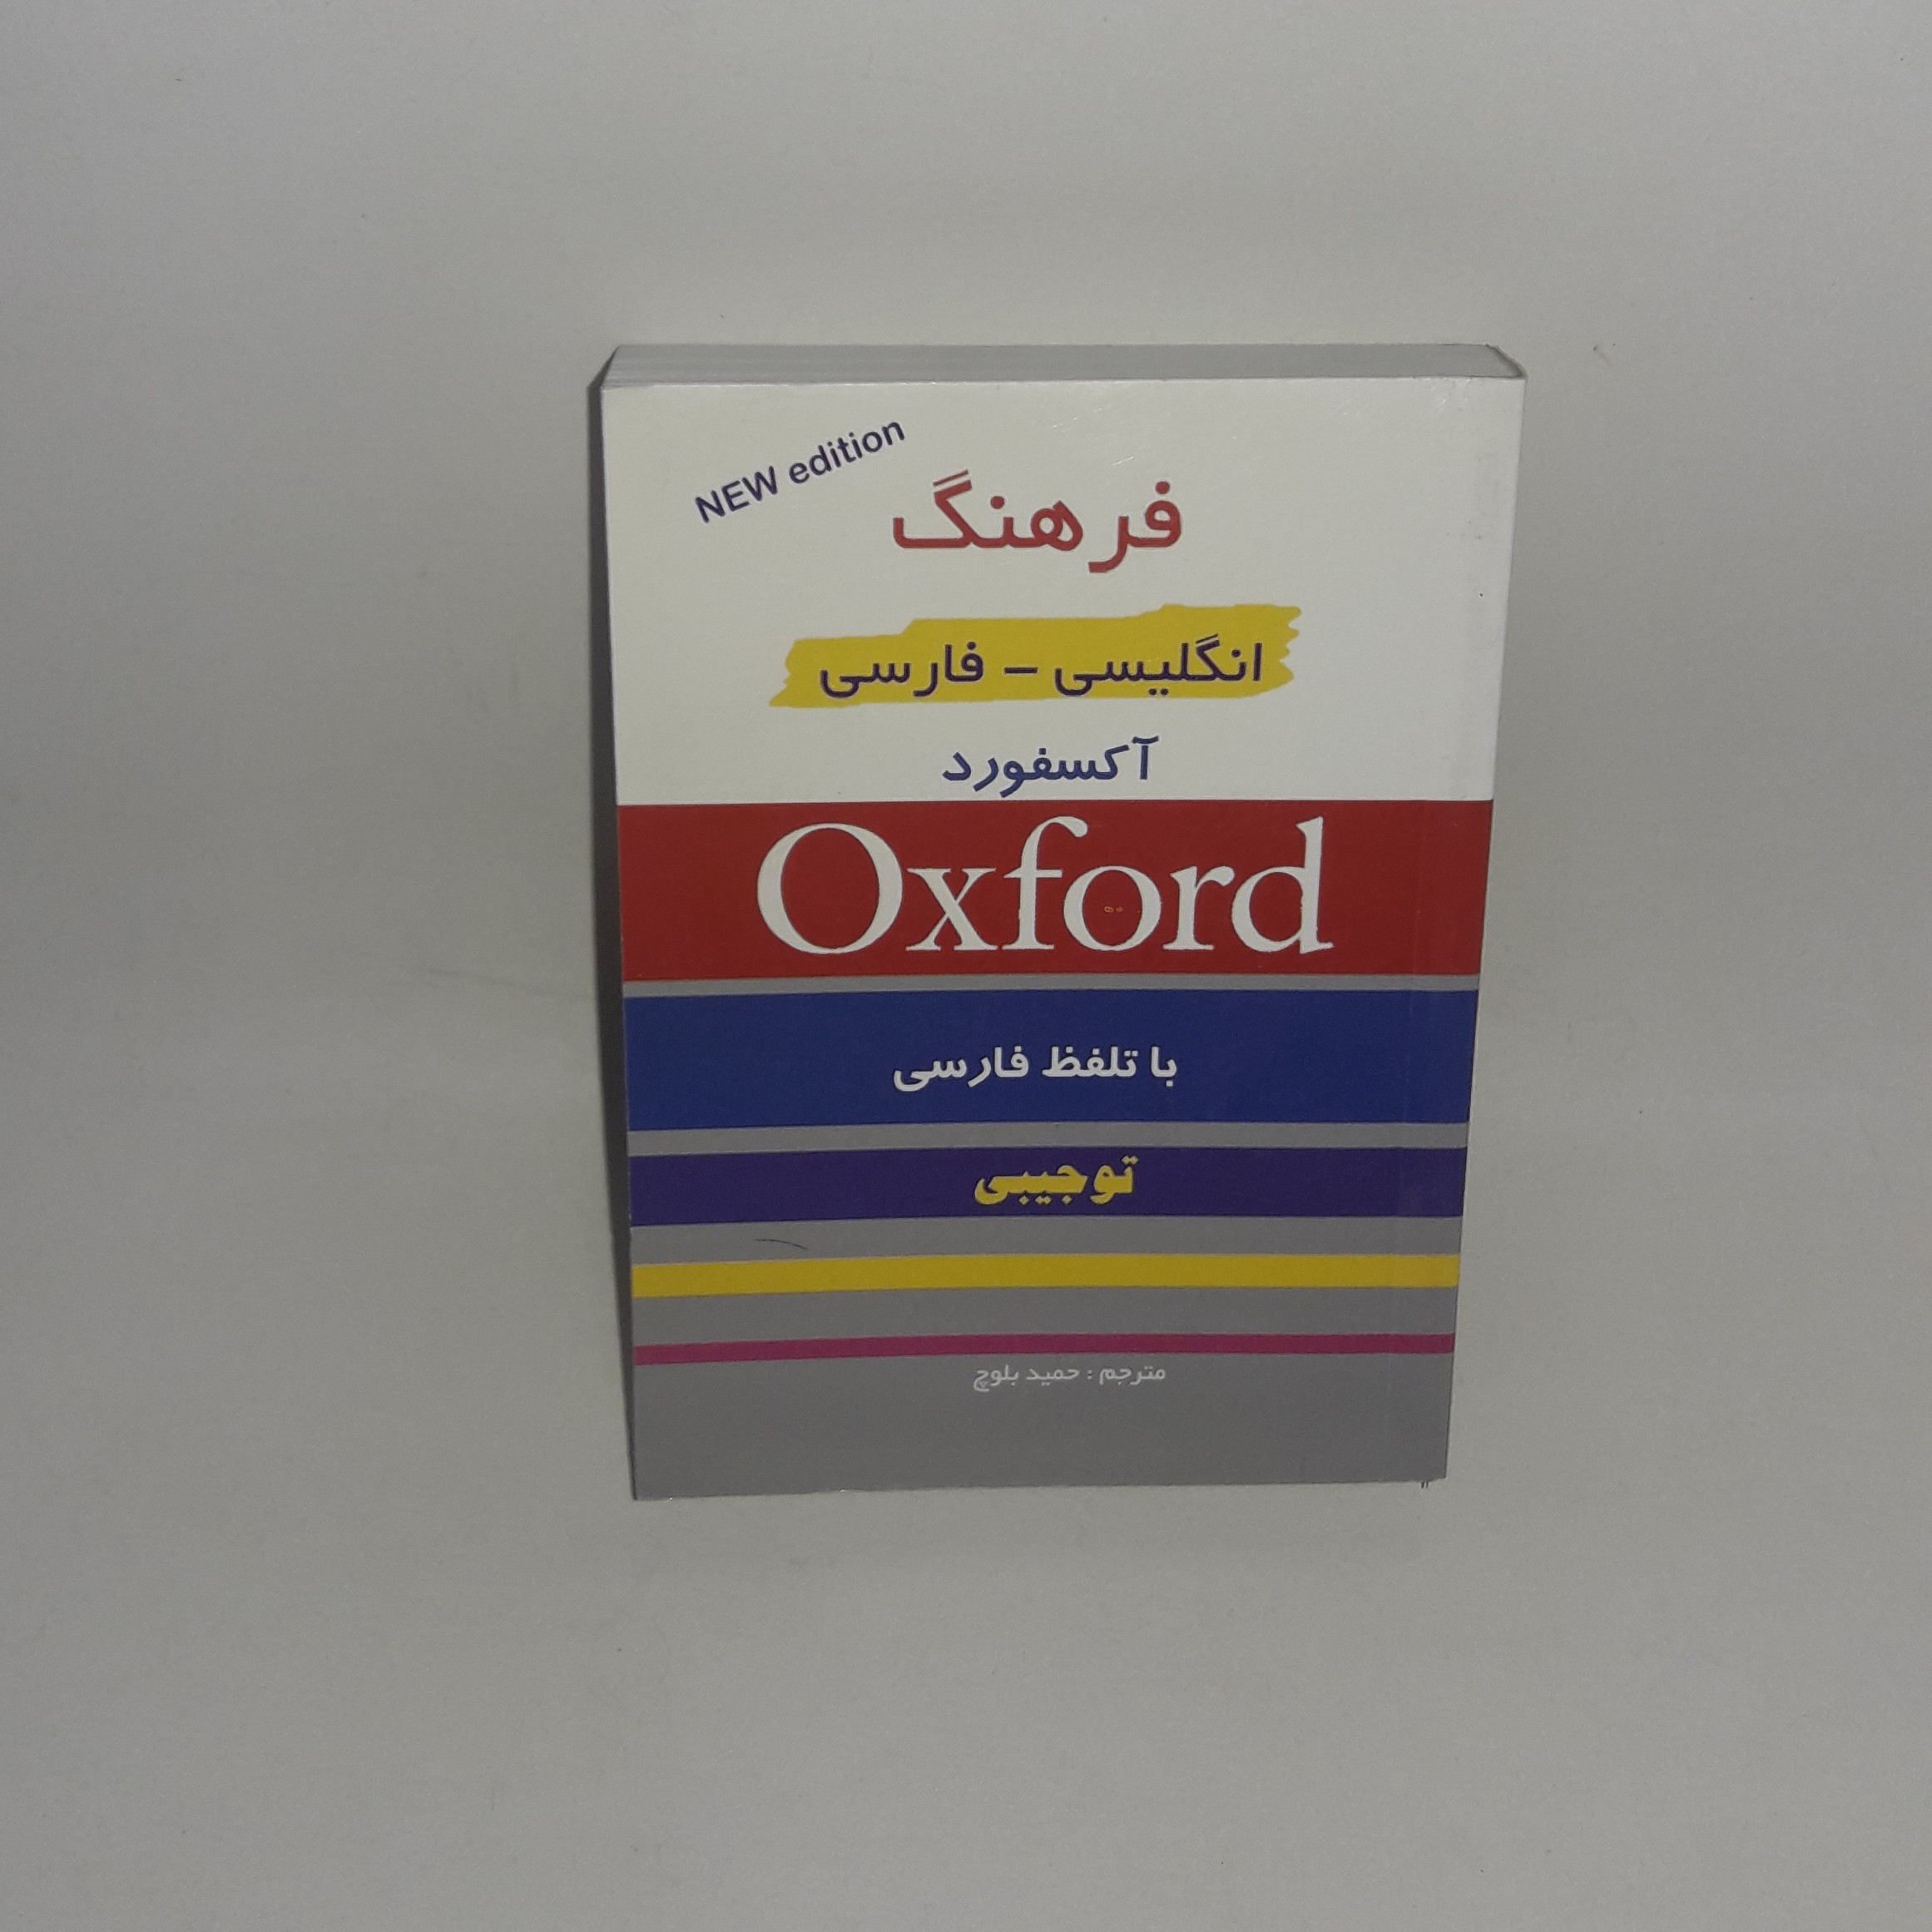 NEW edition
فرهنگ
انگلیسی - فارسی
آکسفورد
Oxford
با تلفظ فارسی
توجیبی
مترجم : حمید بلوچ